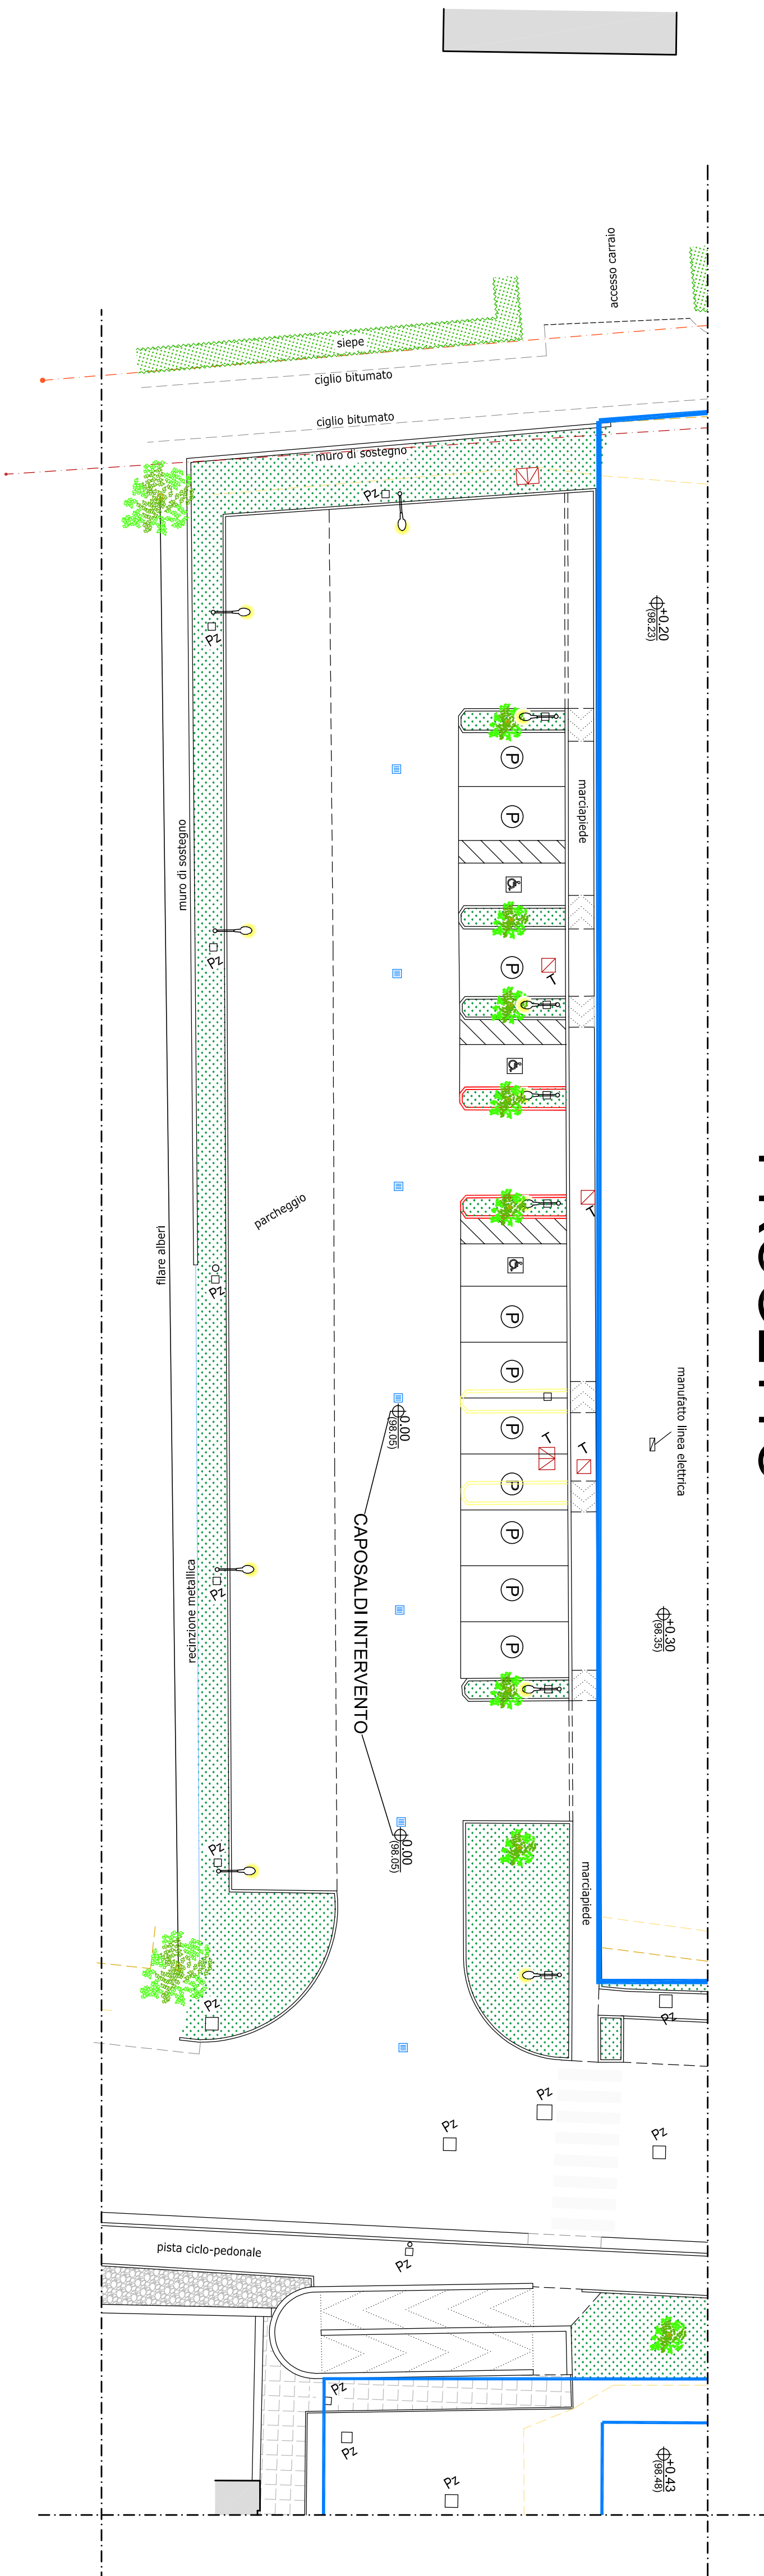 accesso carraio
siepe
ciglio bitumato
ciglio bitumato
muro di sostegno
Pz
+0.20
(98.23)
Pz
P
marciapiede
P
muro di sostegno
Pz
P
T
T
parcheggio
filare alberi
Pz
P
manufatto linea elettrica
P
0.00
(98.05)
P
T
T
P
CAPOSALDI INTERVENTO
P
recinzione metallica
Pz
P
+0.30
(98.35)
P
0.00
(98.05)
Pz
marciapiede
Pz
Pz
Pz
Pz
Pz
pista ciclo-pedonale
Pz
Pz
Pz
+0.43
(98.48)
Pz